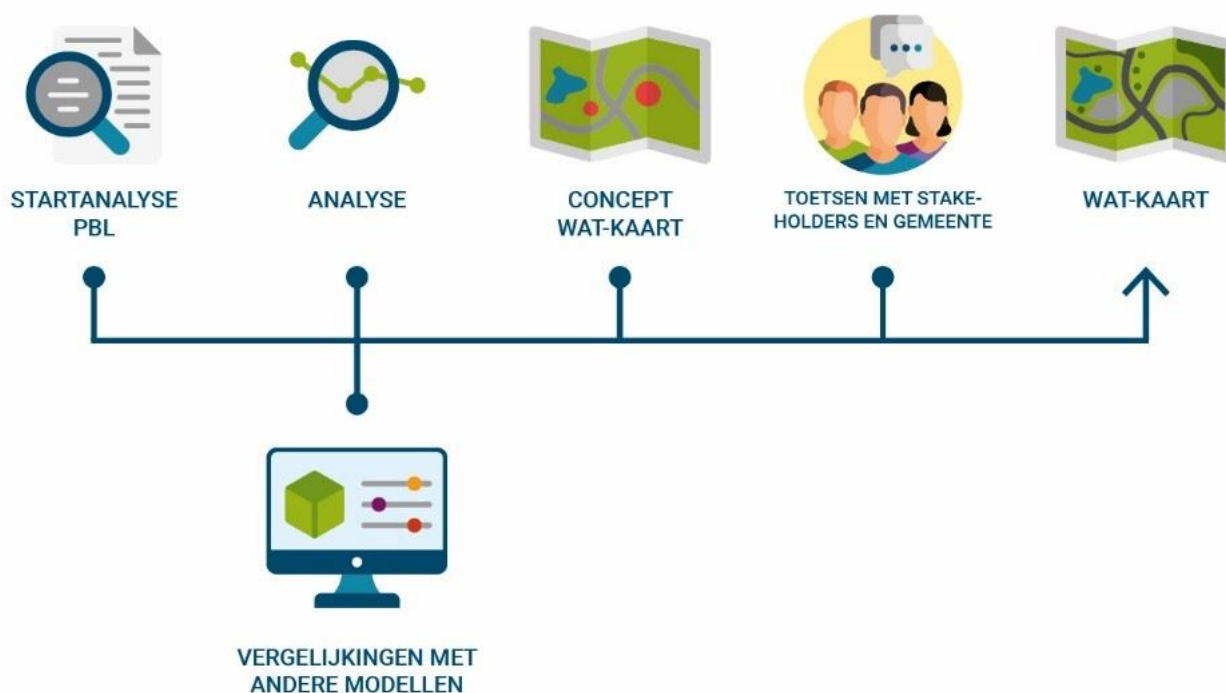 STARTANALYSE
PBL
ANALYSE
CONCEPT
WAT-KAART
TOETSEN MET STAKE-
HOLDERS EN GEMEENTE
WAT-KAART
VERGELIJKINGEN MET
ANDERE MODELLEN